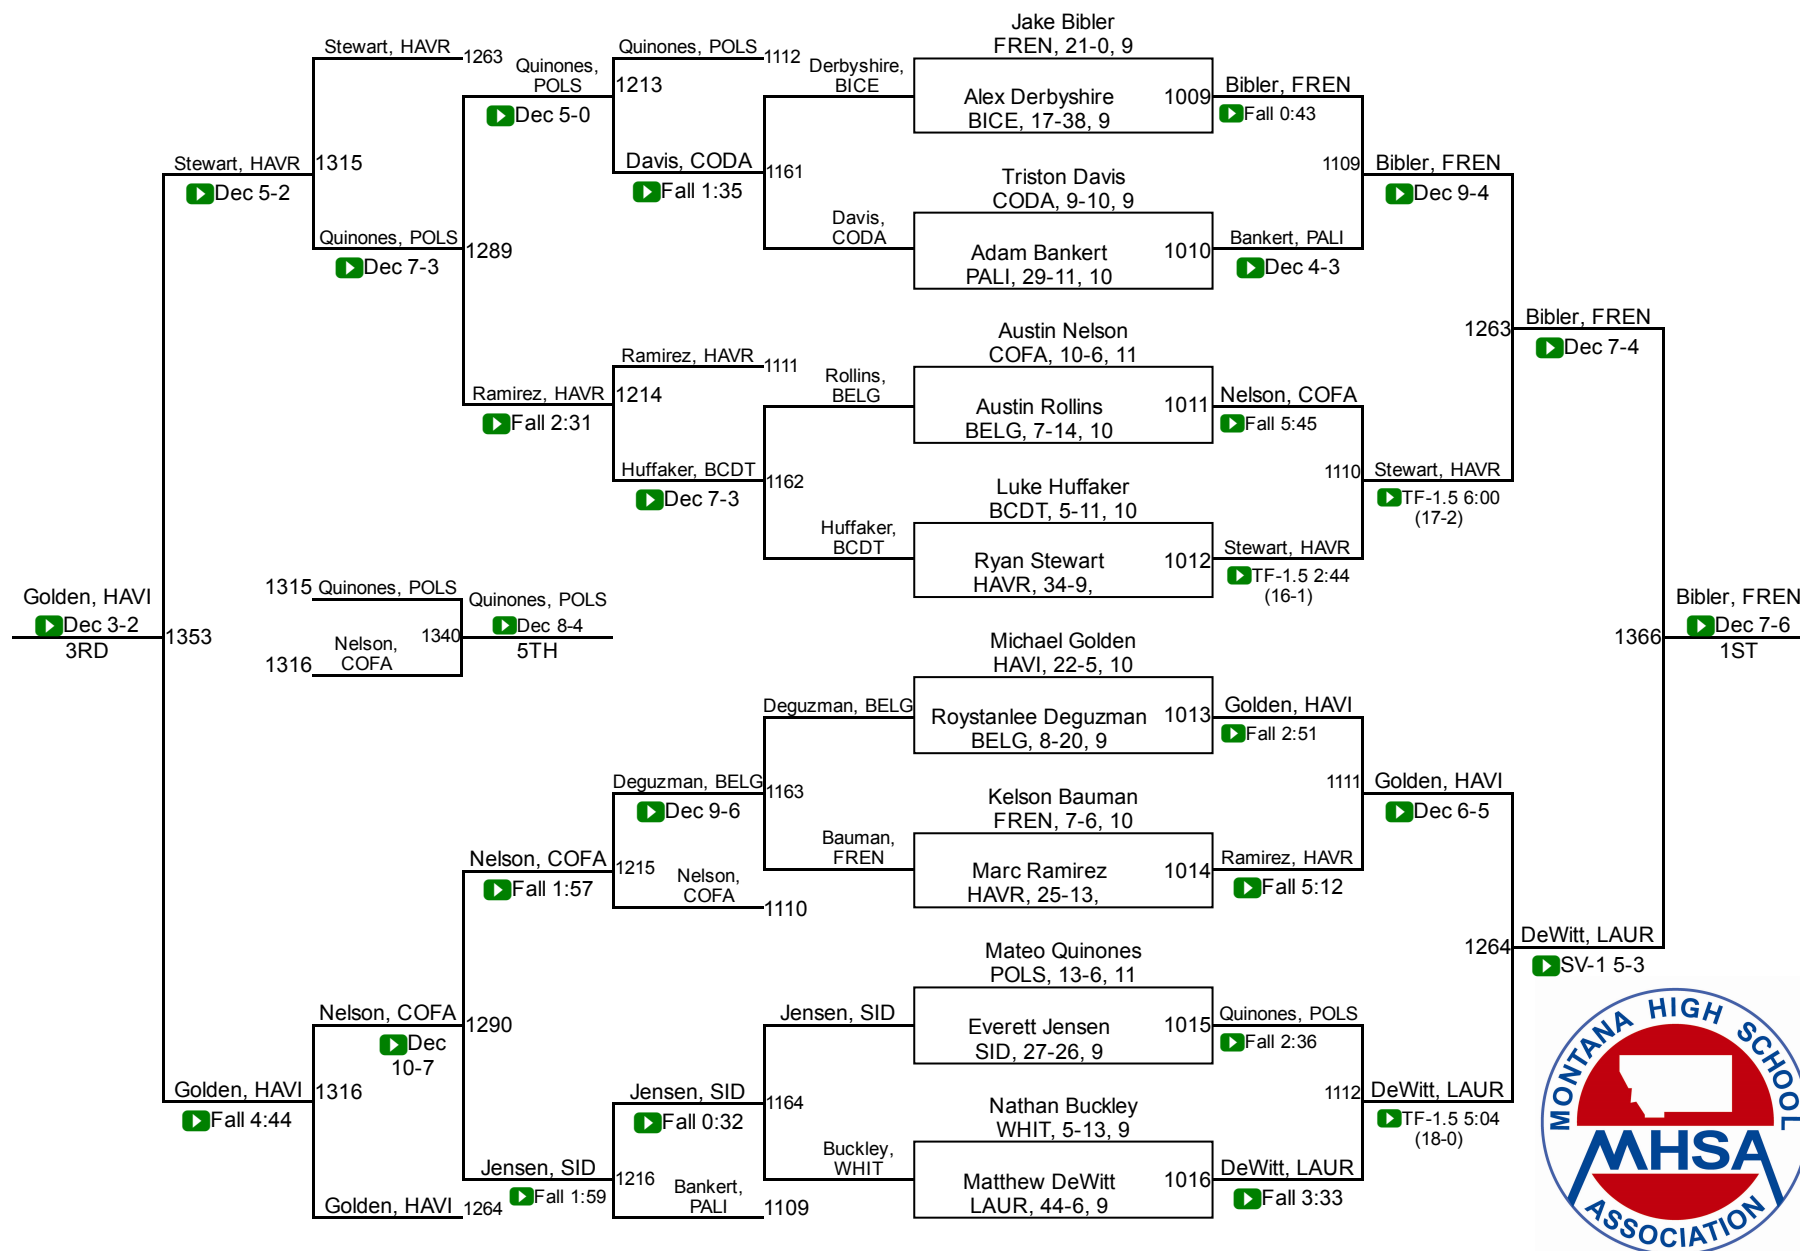 Stewart, HAVR
1263
Quinones,
POLS
Dec 5-0
Quinones, POLS
1112
1213
Derbyshire,
BICE
Davis, CODA
Fall 1:35
1161
Davis,
CODA
Stewart, HAVR
Dec 5-2
1315
Quinones, POLS
Dec 7-3
1289
Jake Bibler
FREN, 21-0, 9
Alex Derbyshire
BICE, 17-38, 9
1009
Bibler, FREN
Fall 0:43
Triston Davis
CODA, 9-10, 9
Adam Bankert
PALI, 29-11, 10
1010
Bankert, PALI
Dec 4-3
1109
Bibler, FREN
Dec 9-4
Ramirez, HAVR
Fall 2:31
Ramirez, HAVR
1111
1214
Rollins,
BELG
Huffaker, BCDT
Dec 7-3
1162
Huffaker,
BCDT
Austin Nelson
COFA, 10-6, 11
Austin Rollins
BELG, 7-14, 10
1011
Nelson, COFA
Fall 5:45
Luke Huffaker
BCDT, 5-11, 10
Ryan Stewart
HAVR, 34-9,
1012
Stewart, HAVR
TF-1.5 2:44
(16-1)
1110
Stewart, HAVR
TF-1.5 6:00
(17-2)
1263
Bibler, FREN
Dec 7-4
Golden, HAVI
Dec 3-2
3RD
1353
1315
Quinones, POLS
1316
Nelson,
COFA
1340
Quinones, POLS
Dec 8-4
5TH
1366
Bibler, FREN
Dec 7-6
1ST
Michael Golden
HAVI, 22-5, 10
Deguzman, BELG
Roystanlee Deguzman
BELG, 8-20, 9
1013
Golden, HAVI
Fall 2:51
Deguzman, BELG
Dec 9-6
1163
Kelson Bauman
FREN, 7-6, 10
Bauman,
FREN
Marc Ramirez
HAVR, 25-13,
1014
Ramirez, HAVR
Fall 5:12
1111
Golden, HAVI
Dec 6-5
Nelson, COFA
Fall 1:57
1215
Nelson,
COFA
1110
Mateo Quinones
POLS, 13-6, 11
Jensen, SID
Everett Jensen
SID, 27-26, 9
1015
Quinones, POLS
Fall 2:36
1264
DeWitt, LAUR
SV-1 5-3
Nelson, COFA
Dec
10-7
1290
Golden, HAVI
Fall 4:44
1316
Jensen, SID
Fall 0:32
1164
Nathan Buckley
WHIT, 5-13, 9
Buckley,
WHIT
Matthew DeWitt
LAUR, 44-6, 9
1016
DeWitt, LAUR
Fall 3:33
1112
DeWitt, LAUR
TF-1.5 5:04
(18-0)
Jensen, SID
Fall 1:59
1216
Bankert,
PALI
1109
Golden, HAVI
1264
MONTANA HIGH SCHOOL
MHSA
ASSOCIATION